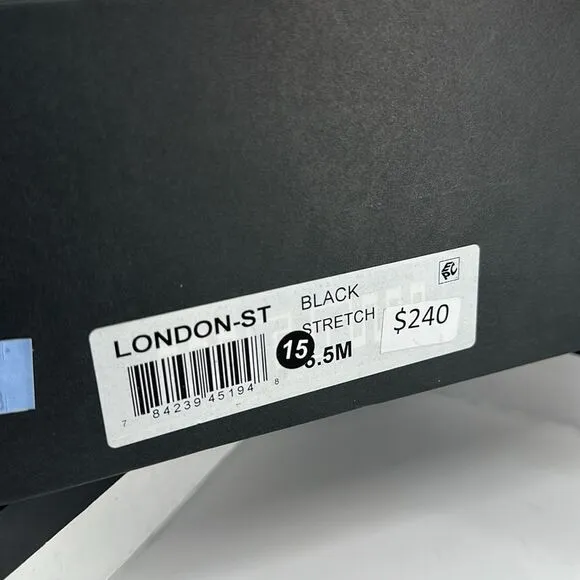 LONDON-ST
BLACK
STRETCH
15
.5M
$240
7 84239 45194 8